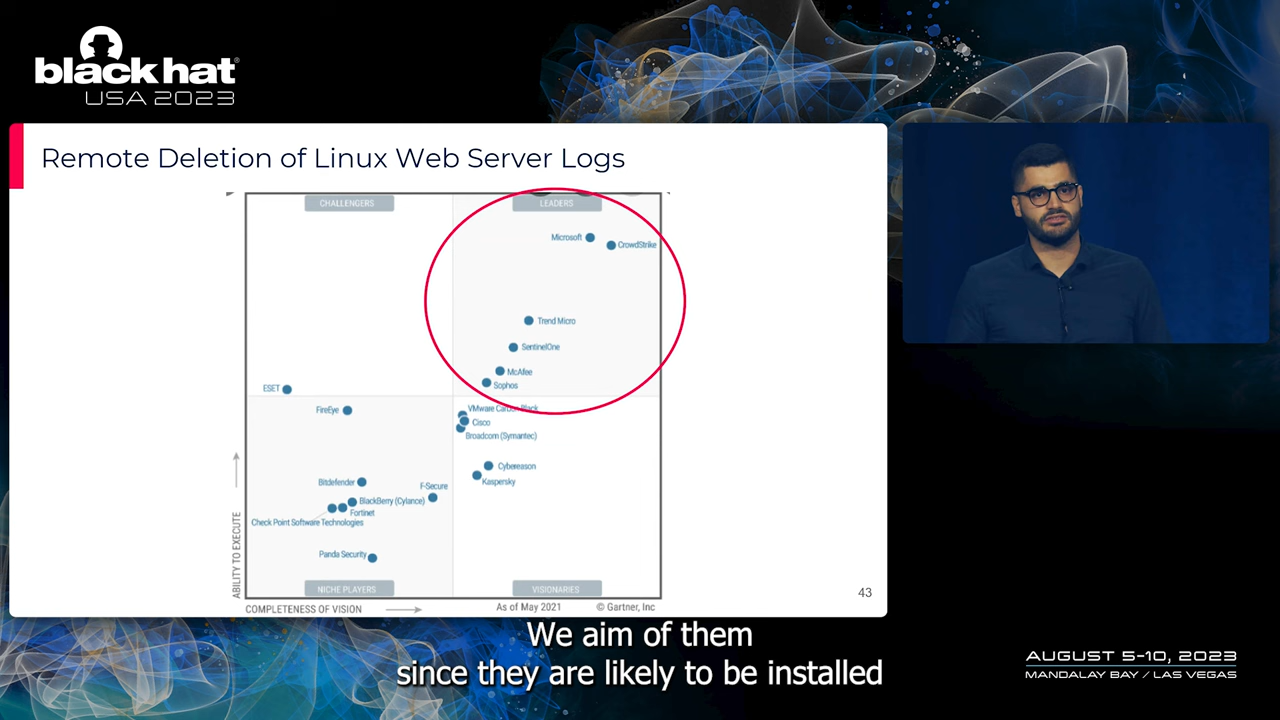 black hat
USA 2023
Remote Deletion of Linux Web Server Logs
CHALLENGERS
LEADERS
Microsoft
CrowdStrike
Trend Micro
SentinelOne
McAfee
Sophos
ESET
FireEye
VMware Carbon Black
Cisco
Broadcom (Symantec)
Cybereason
Kaspersky
Bitdefender
F-Secure
BlackBerry (Cylance)
Fortinet
Check Point Software Technologies
Panda Security
ABILITY TO EXECUTE
NICHE PLAYERS
VISIONARIES
COMPLETENESS OF VISION
As of May 2021
© Gartner, Inc
43
We aim of them
since they are likely to be installed
AUGUST 5-10, 2023
MANDALAY BAY / LAS VEGAS